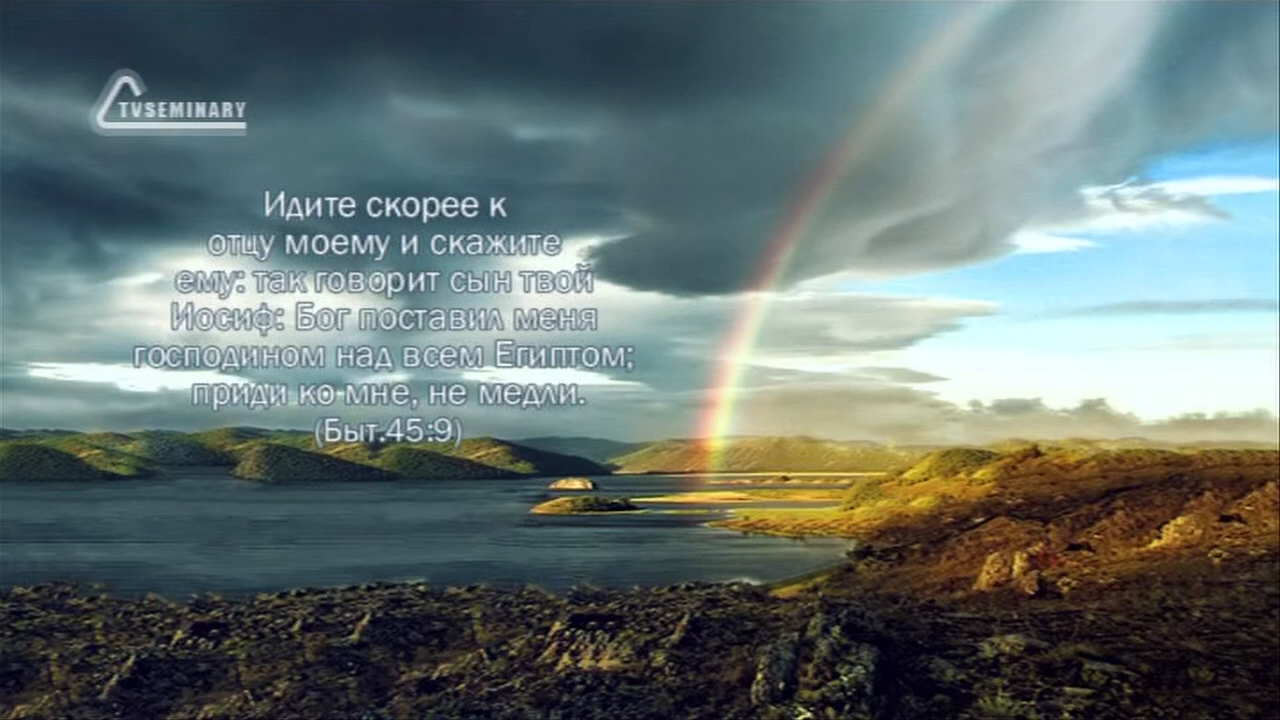 TVSEMINARY
Идите скорее к
отцу моему и скажите
ему: так говорит сын твой
Иосиф: Бог поставил меня
господином над всем Египтом;
приди ко мне, не медли.
(Быт.45:9)